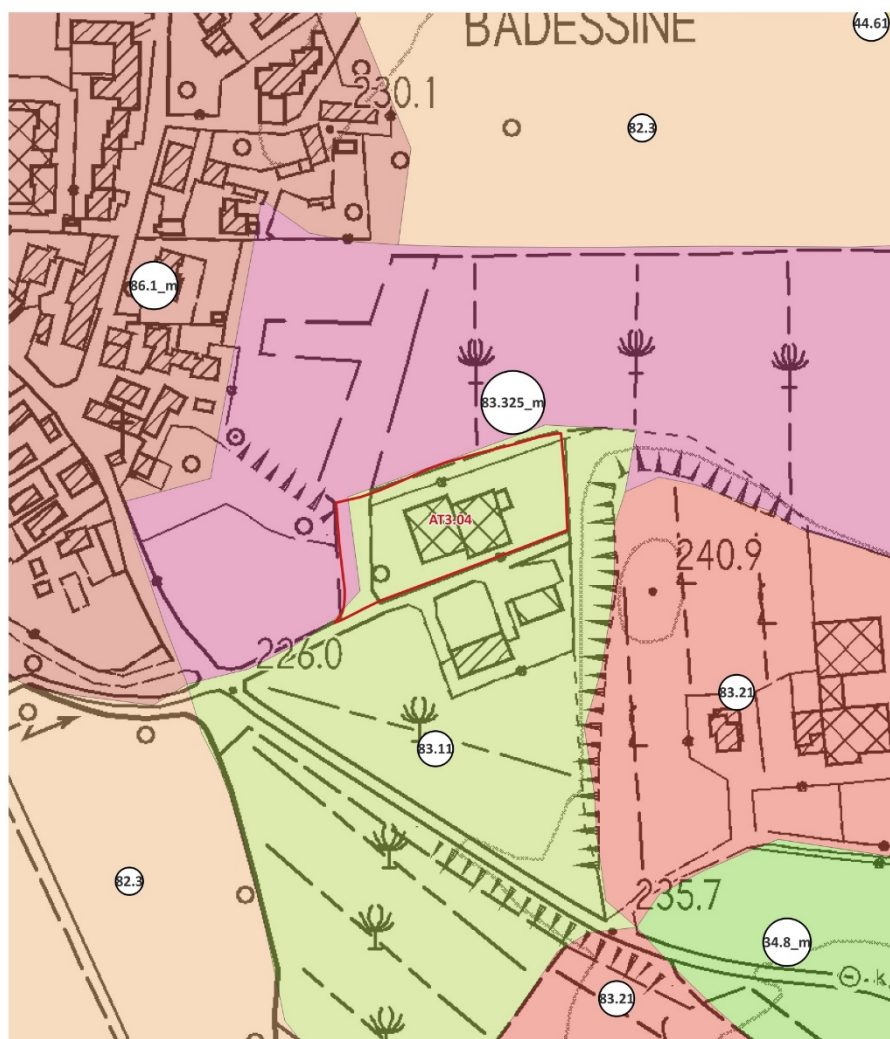 BADESSINE
44.61
230.1
82.3
86.1_m
83.325_m
AT3.04
240.9
226.0
83.21
83.11
82.3
235.7
34.8_m
83.21
k.